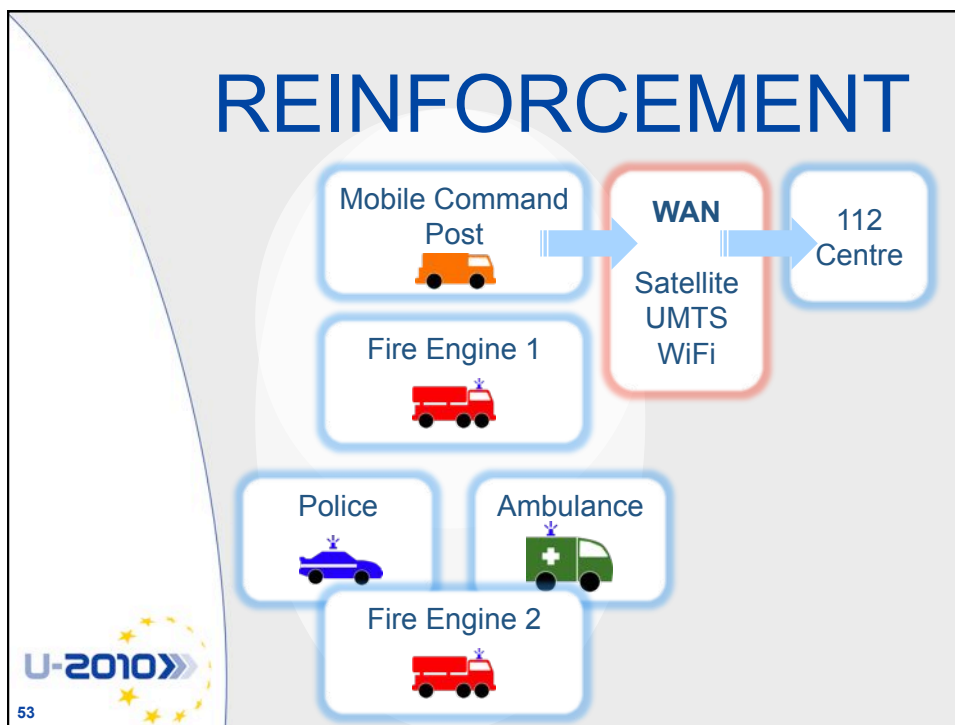 REINFORCEMENT
Mobile Command
Post
WAN
Satellite
UMTS
WiFi
112
Centre
Fire Engine 1
Police
Ambulance
Fire Engine 2
U-2010
53